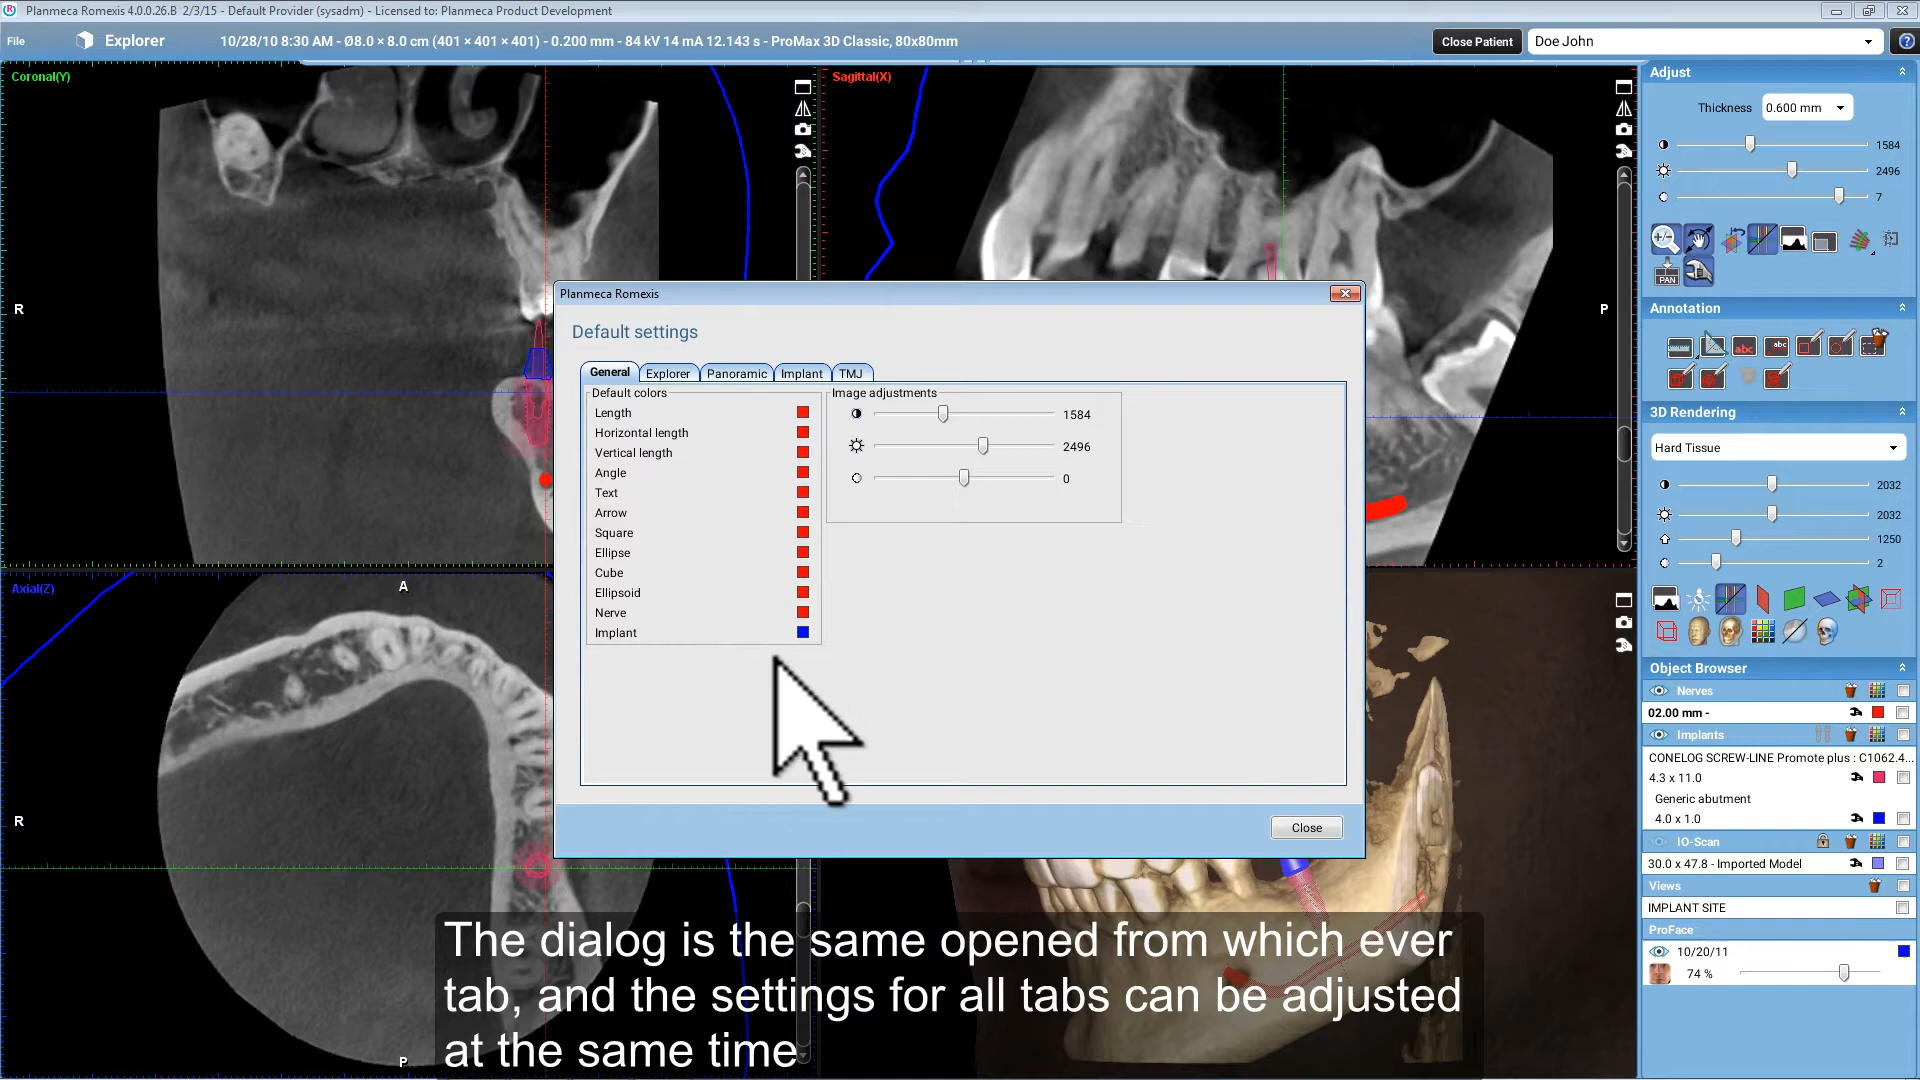 Planmeca Romexis 4.0.0.26.B 2/3/15 - Default Provider (sysadm) - Licensed to: Planmeca Product Development
File
Explorer
10/28/10 8:30 AM - Ø8.0 × 8.0 cm (401 × 401 × 401) - 0.200 mm - 84 kV 14 mA 12.143 s - ProMax 3D Classic, 80x80mm
Close Patient
Doe John
Coronal(Y)
R
Sagittal(X)
P
Axial(Z)
A
R
P
Planmeca Romexis
Default settings
General
Explorer
Panoramic
Implant
TMJ
Default colors
Length
Horizontal length
Vertical length
Angle
Text
Arrow
Square
Ellipse
Cube
Ellipsoid
Nerve
Implant
Image adjustments
1584
2496
0
Close
Adjust
Thickness 0.600 mm
1584
2496
7
PAN
Annotation
abc
abc
3D Rendering
Hard Tissue
2032
2032
1250
2
Object Browser
Nerves
02.00 mm -
Implants
CONELOG SCREW-LINE Promote plus : C1062.4...
4.3 x 11.0
Generic abutment
4.0 x 1.0
IO-Scan
30.0 x 47.8 - Imported Model
Views
IMPLANT SITE
ProFace
10/20/11
74 %
The dialog is the same opened from which ever
tab, and the settings for all tabs can be adjusted
at the same time